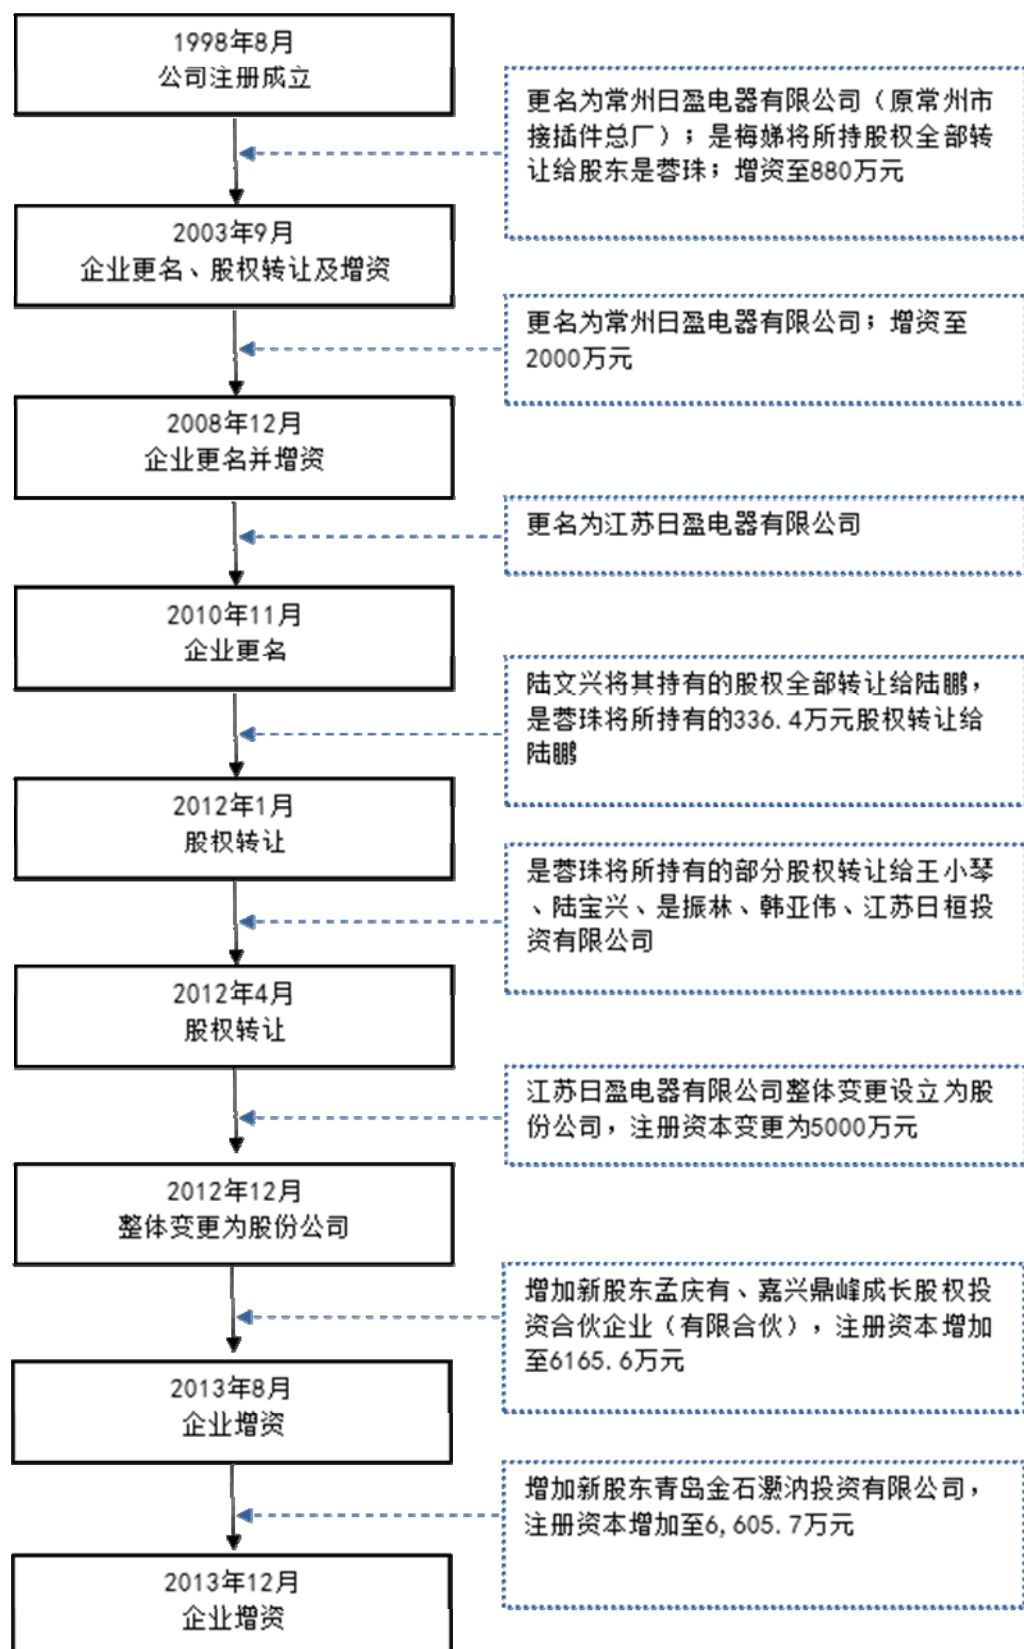 1998年8月
公司注册成立
更名为常州日盈电器有限公司（原常州市
接插件总厂）；是梅娣将所持股权全部转
让给股东是蓉珠；增资至880万元
2003年9月
企业更名、股权转让及增资
更名为常州日盈电器有限公司；增资至
2000万元
2008年12月
企业更名并增资
更名为江苏日盈电器有限公司
2010年11月
企业更名
陆文兴将其持有的股权全部转让给陆鹏，
是蓉珠将所持有的336.4万元股权转让给
陆鹏
2012年1月
股权转让
是蓉珠将所持有的部分股权转让给王小琴
、陆宝兴、是振林、韩亚伟、江苏日桓投
资有限公司
2012年4月
股权转让
江苏日盈电器有限公司整体变更设立为股
份公司，注册资本变更为5000万元
2012年12月
整体变更为股份公司
增加新股东孟庆有、嘉兴鼎峰成长股权投
资合伙企业（有限合伙），注册资本增加
至6165.6万元
2013年8月
企业增资
增加新股东青岛金石灏汭投资有限公司，
注册资本增加至6,605.7万元
2013年12月
企业增资